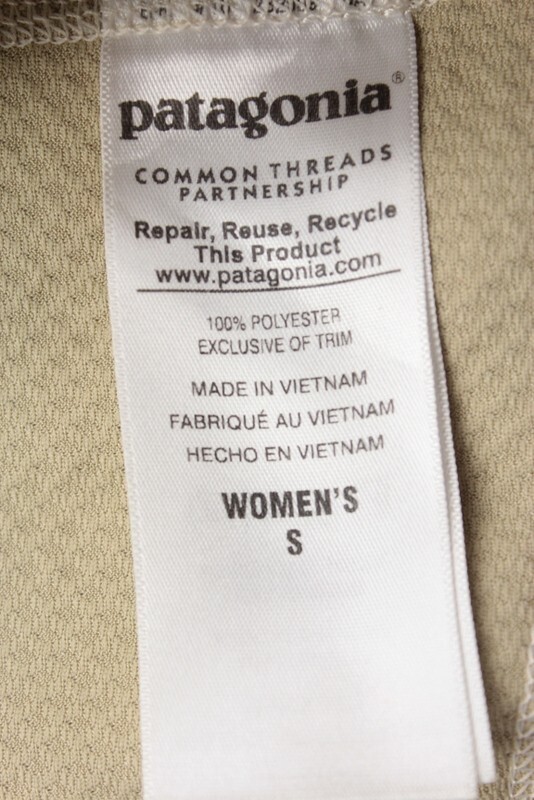 patagonia®
COMMON THREADS
PARTNERSHIP
Repair, Reuse, Recycle
This Product
www.patagonia.com
100% POLYESTER
EXCLUSIVE OF TRIM
MADE IN VIETNAM
FABRIQUÉ AU VIETNAM
HECHO EN VIETNAM
WOMEN'S
S